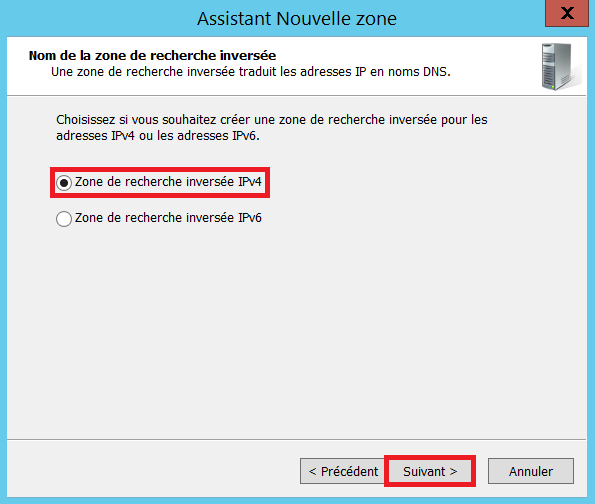 Assistant Nouvelle zone
X
Nom de la zone de recherche inversée
Une zone de recherche inversée traduit les adresses IP en noms DNS.
Choisissez si vous souhaitez créer une zone de recherche inversée pour les
adresses IPv4 ou les adresses IPv6.
Zone de recherche inversée IPv4
Zone de recherche inversée IPv6
< Précédent Suivant > Annuler